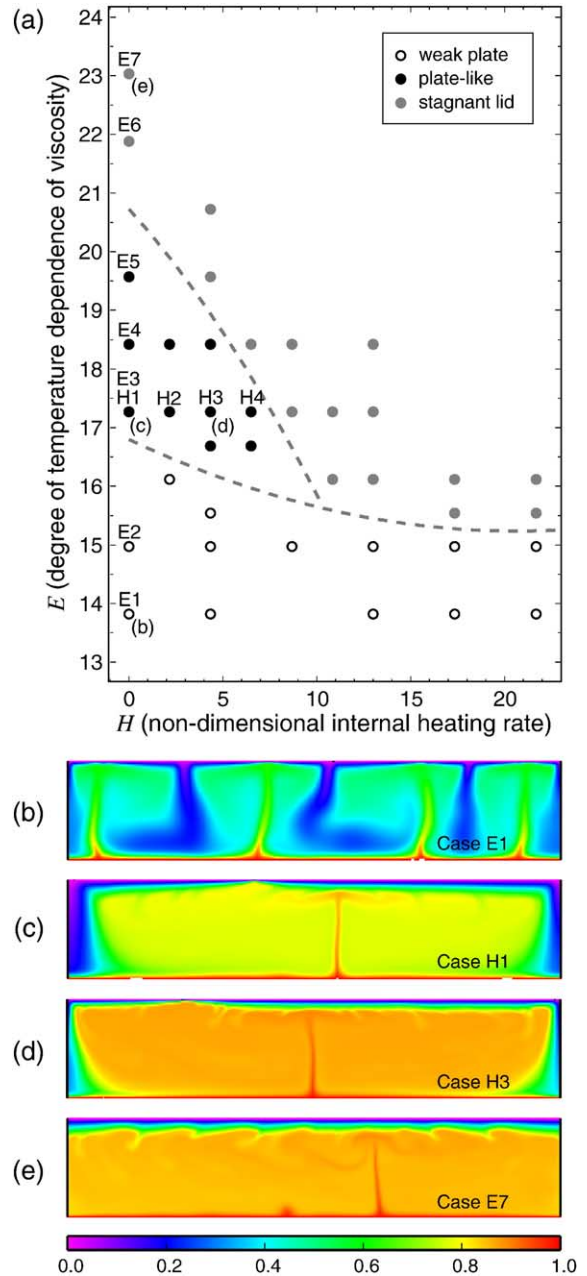 (a)
24
23
22
21
20
19
18
17
16
15
14
13
E (degree of temperature dependence of viscosity)
weak plate
plate-like
stagnant lid
E7
(e)
E6
E5
E4
E3
H1 H2 H3 H4
(c) (d)
E2
E1
(b)
0 5 10 15 20
H (non-dimensional internal heating rate)
(b)
Case E1
(c)
Case H1
(d)
Case H3
(e)
Case E7
0.0 0.2 0.4 0.6 0.8 1.0